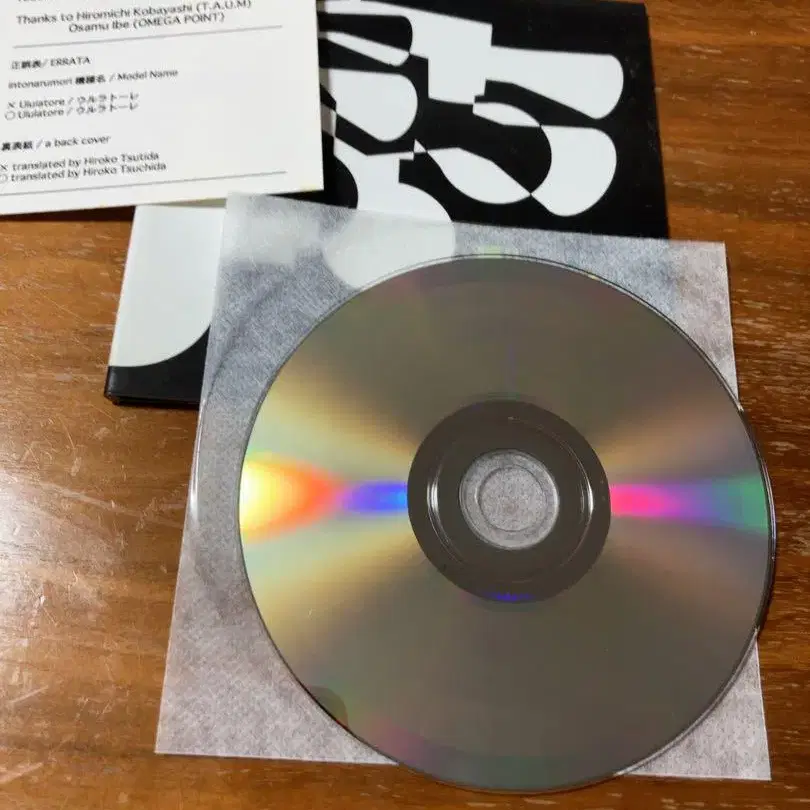 Thanks to Hiromichi Kobayashi (T.A.U.M)
Osamu Ibe (OMEGA POINT)
正誤表/ ERRATA
intonarumori 機種名 / Model Name
× Ululatore / ウルラトーレ
○ Ululatore / ウルラトーレ
裏表紙 / a back cover
× translated by Hiroko Tsutida
○ translated by Hiroko Tsuchida